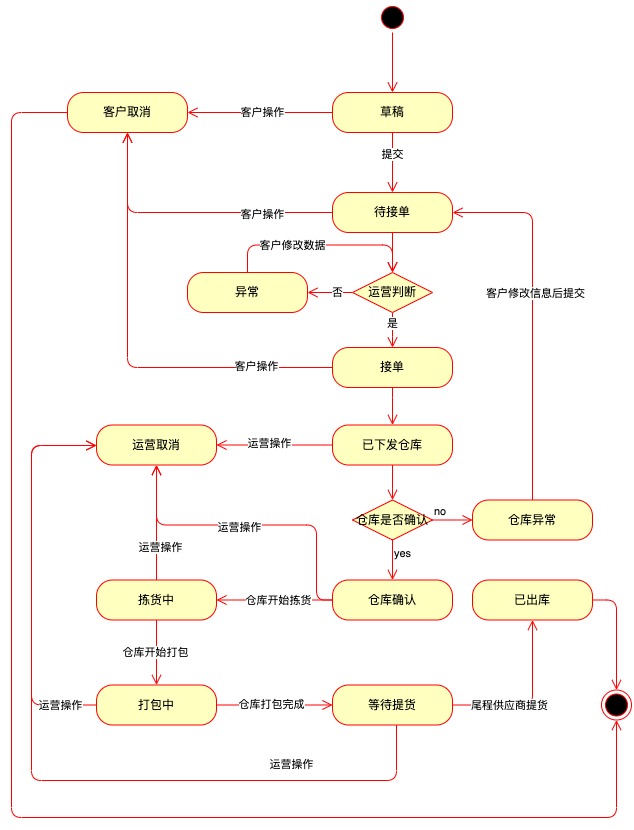 客户取消
客户操作
草稿
提交
客户操作
待接单
客户修改数据
客户修改信息后提交
异常
否
运营判断
是
客户操作
接单
运营取消
运营操作
已下发仓库
运营操作
仓库是否确认
no
仓库异常
运营操作
yes
拣货中
仓库开始拣货
仓库确认
已出库
仓库开始打包
运营操作
打包中
仓库打包完成
等待提货
尾程供应商提货
运营操作